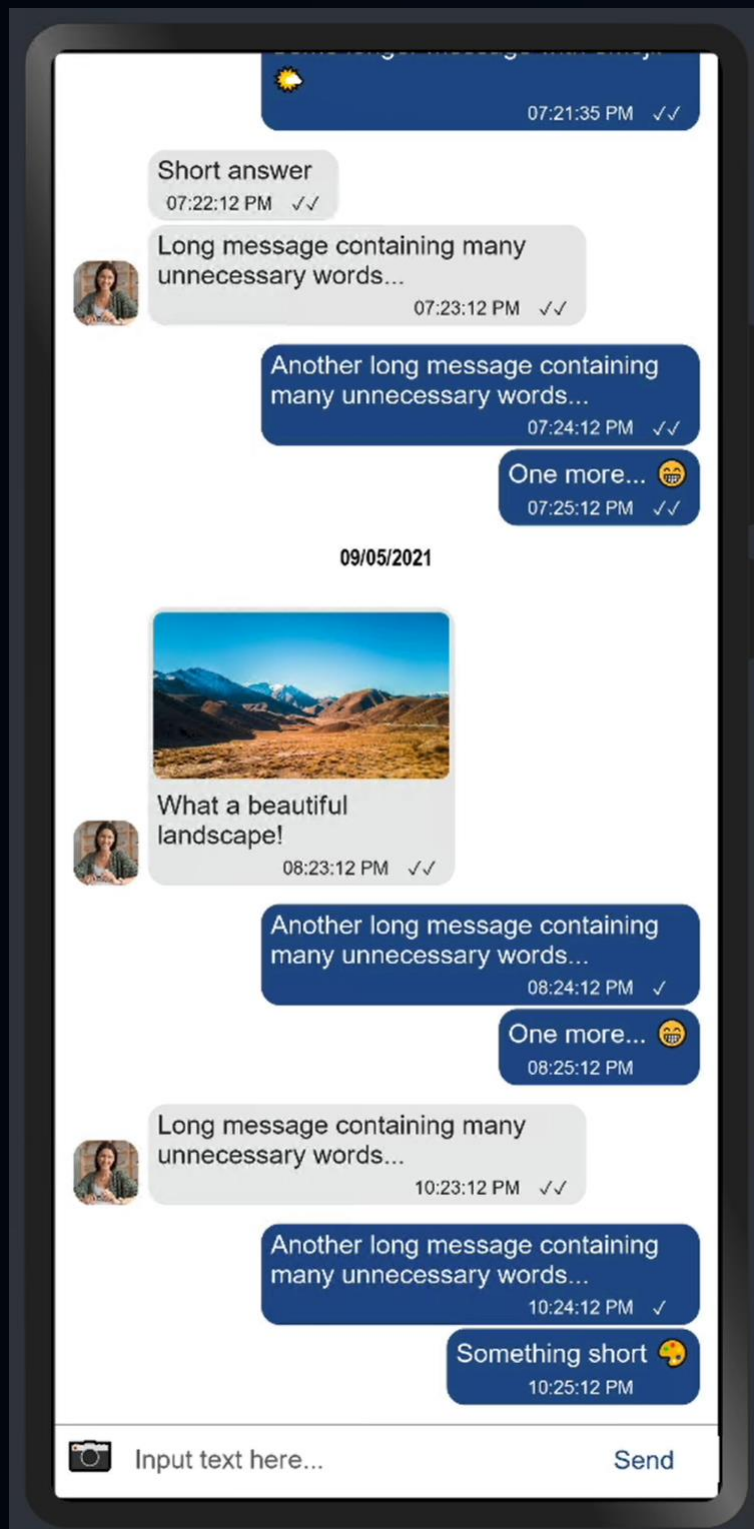 Some longer message with emoji.
07:21:35 PM ✓✓
Short answer
07:22:12 PM ✓✓
Long message containing many
unnecessary words...
07:23:12 PM ✓✓
Another long message containing
many unnecessary words...
07:24:12 PM ✓✓
One more... 😁
07:25:12 PM ✓✓
09/05/2021
What a beautiful
landscape!
08:23:12 PM ✓✓
Another long message containing
many unnecessary words...
08:24:12 PM ✓
One more... 😁
08:25:12 PM
Long message containing many
unnecessary words...
10:23:12 PM ✓✓
Another long message containing
many unnecessary words...
10:24:12 PM ✓
Something short 🎨
10:25:12 PM
Input text here...
Send